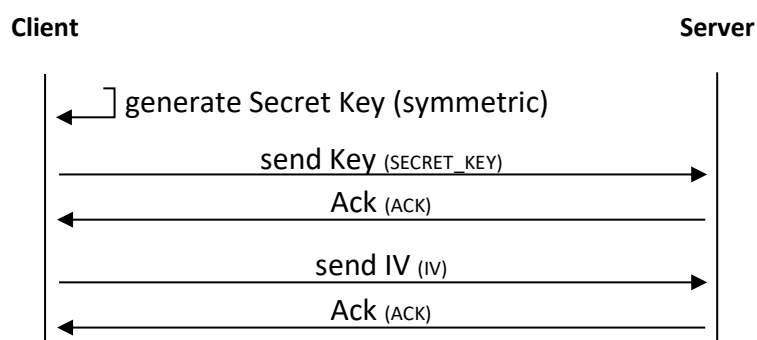 Client Server
generate Secret Key (symmetric)
send Key (SECRET_KEY)
Ack (ACK)
send IV (IV)
Ack (ACK)